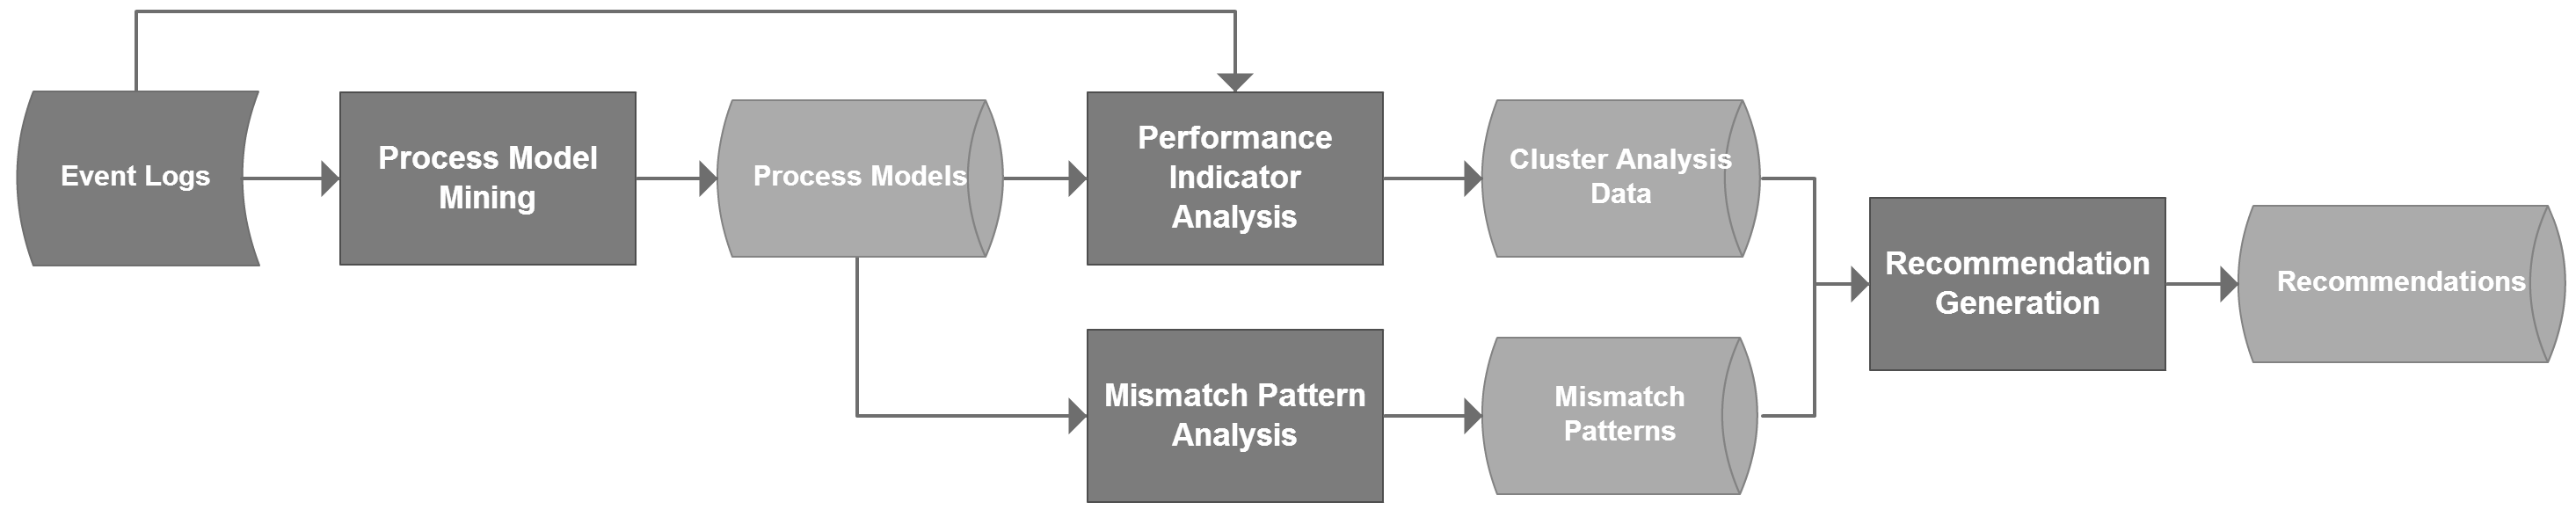 Event Logs
Process Model
Mining
Process Models
Performance
Indicator
Analysis
Cluster Analysis
Data
Mismatch Pattern
Analysis
Mismatch
Patterns
Recommendation
Generation
Recommendations